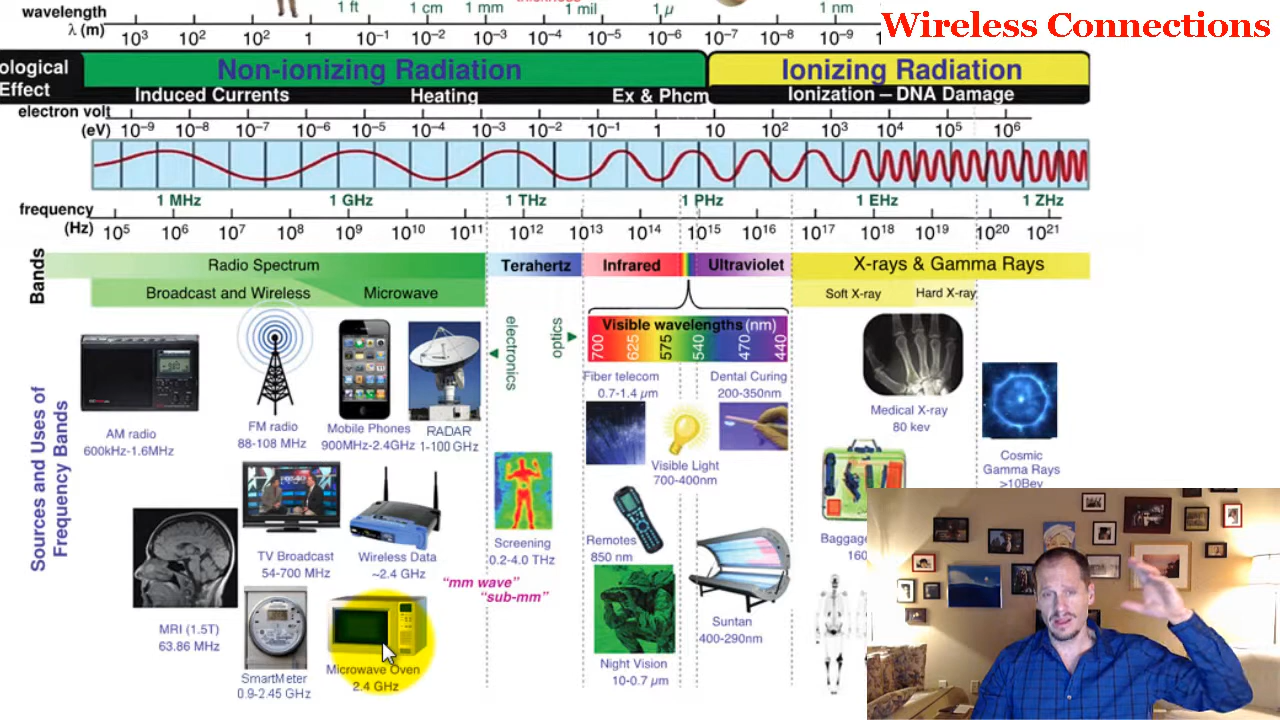 Wireless Connections
wavelength
λ (m)
1 ft 1 cm 1 mm thickness 1 mil 1 µ 1 nm
10³ 10² 10² 1 10⁻¹ 10⁻² 10⁻³ 10⁻⁴ 10⁻⁵ 10⁻⁶ 10⁻⁷ 10⁻⁸ 10⁻⁹
ological
Effect
Non-ionizing Radiation
Induced Currents Heating Ex & Phcm
Ionizing Radiation
Ionization – DNA Damage
electron volt
(eV)
10⁻⁹ 10⁻⁸ 10⁻⁷ 10⁻⁶ 10⁻⁵ 10⁻⁴ 10⁻³ 10⁻² 10⁻¹ 1 10 10² 10³ 10⁴ 10⁵ 10⁶
frequency
(Hz)
1 MHz 1 GHz 1 THz 1 PHz 1 EHz 1 ZHz
10⁵ 10⁶ 10⁷ 10⁸ 10⁹ 10¹⁰ 10¹¹ 10¹² 10¹³ 10¹⁴ 10¹⁵ 10¹⁶ 10¹⁷ 10¹⁸ 10¹⁹ 10²⁰ 10²¹
Bands
Radio Spectrum Terahertz Infrared Ultraviolet X-rays & Gamma Rays
Broadcast and Wireless Microwave Soft X-ray Hard X-ray
electronics
optics
Visible wavelengths (nm)
700 625 575 540 470 440
Sources and Uses of
Frequency Bands
AM radio
600kHz-1.6MHz
FM radio
88-108 MHz
Mobile Phones
900MHz-2.4GHz
RADAR
1-100 GHz
Fiber telecom
0.7-1.4 µm
Dental Curing
200-350nm
Medical X-ray
80 kev
Visible Light
700-400nm
Cosmic
Gamma Rays
>10Bev
TV Broadcast
54-700 MHz
Wireless Data
~2.4 GHz
Screening
0.2-4.0 THz
Remotes
850 nm
Baggage
160
"mm wave"
"sub-mm"
MRI (1.5T)
63.86 MHz
SmartMeter
0.9-2.45 GHz
Microwave Oven
2.4 GHz
Night Vision
10-0.7 µm
Suntan
400-290nm